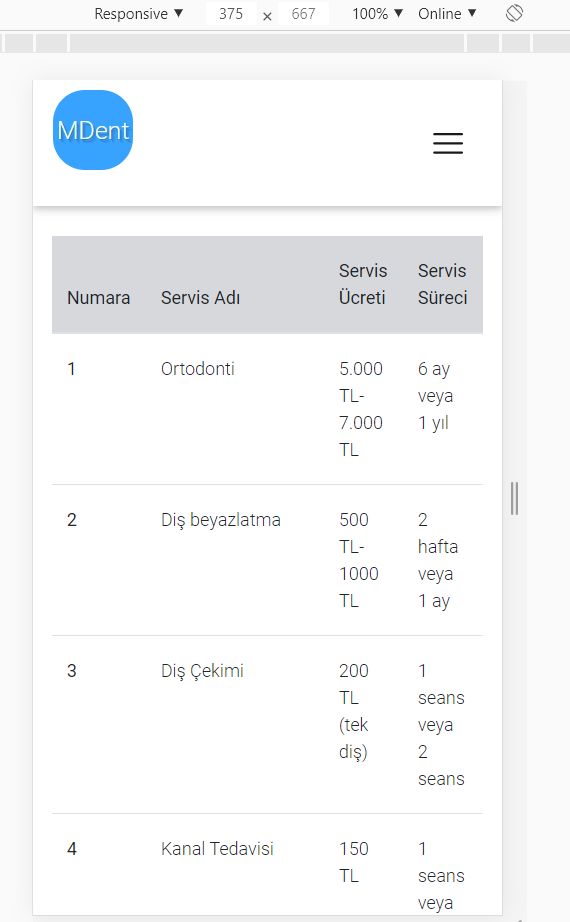 Responsive ▼ 375 × 667 100% ▼ Online ▼
MDent
Numara Servis Adı Servis Ücreti Servis Süreci
1 Ortodonti 5.000 TL- 7.000 TL 6 ay veya 1 yıl
2 Diş beyazlatma 500 TL- 1000 TL 2 hafta veya 1 ay
3 Diş Çekimi 200 TL (tek diş) 1 seans veya 2 seans
4 Kanal Tedavisi 150 TL 1 seans veya